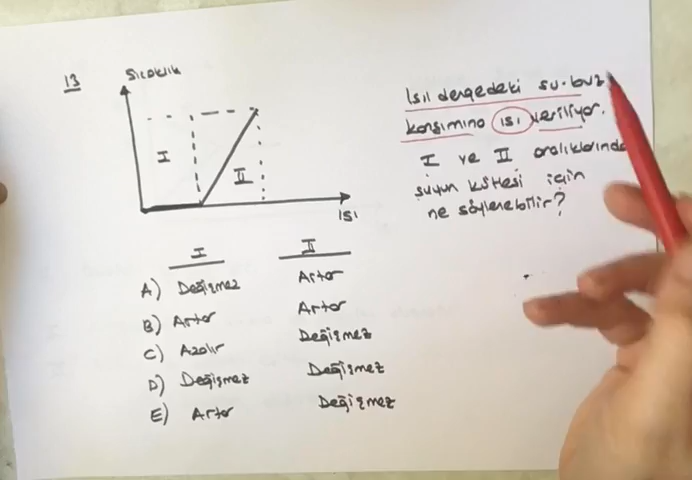 13
Sıcaklık
I
II
ISI
Isıl dengedeki su-buz
karışımına ısı veriliyor.
I ve II aralıklarında
suyun kütlesi için
ne söylenebilir?
I II
A) Değişmez Artar
B) Artar Artar
C) Azalır Değişmez
D) Değişmez Değişmez
E) Artar Değişmez